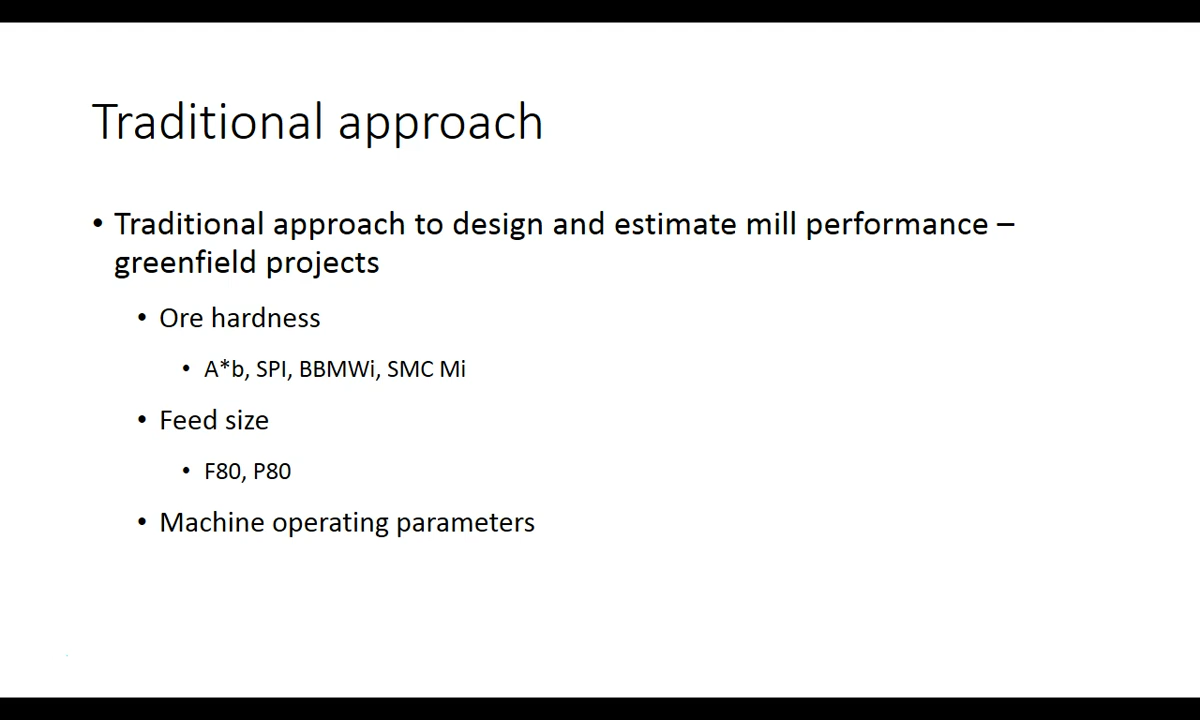 Traditional approach
• Traditional approach to design and estimate mill performance –
greenfield projects
• Ore hardness
• A*b, SPI, BBMWi, SMC Mi
• Feed size
• F80, P80
• Machine operating parameters